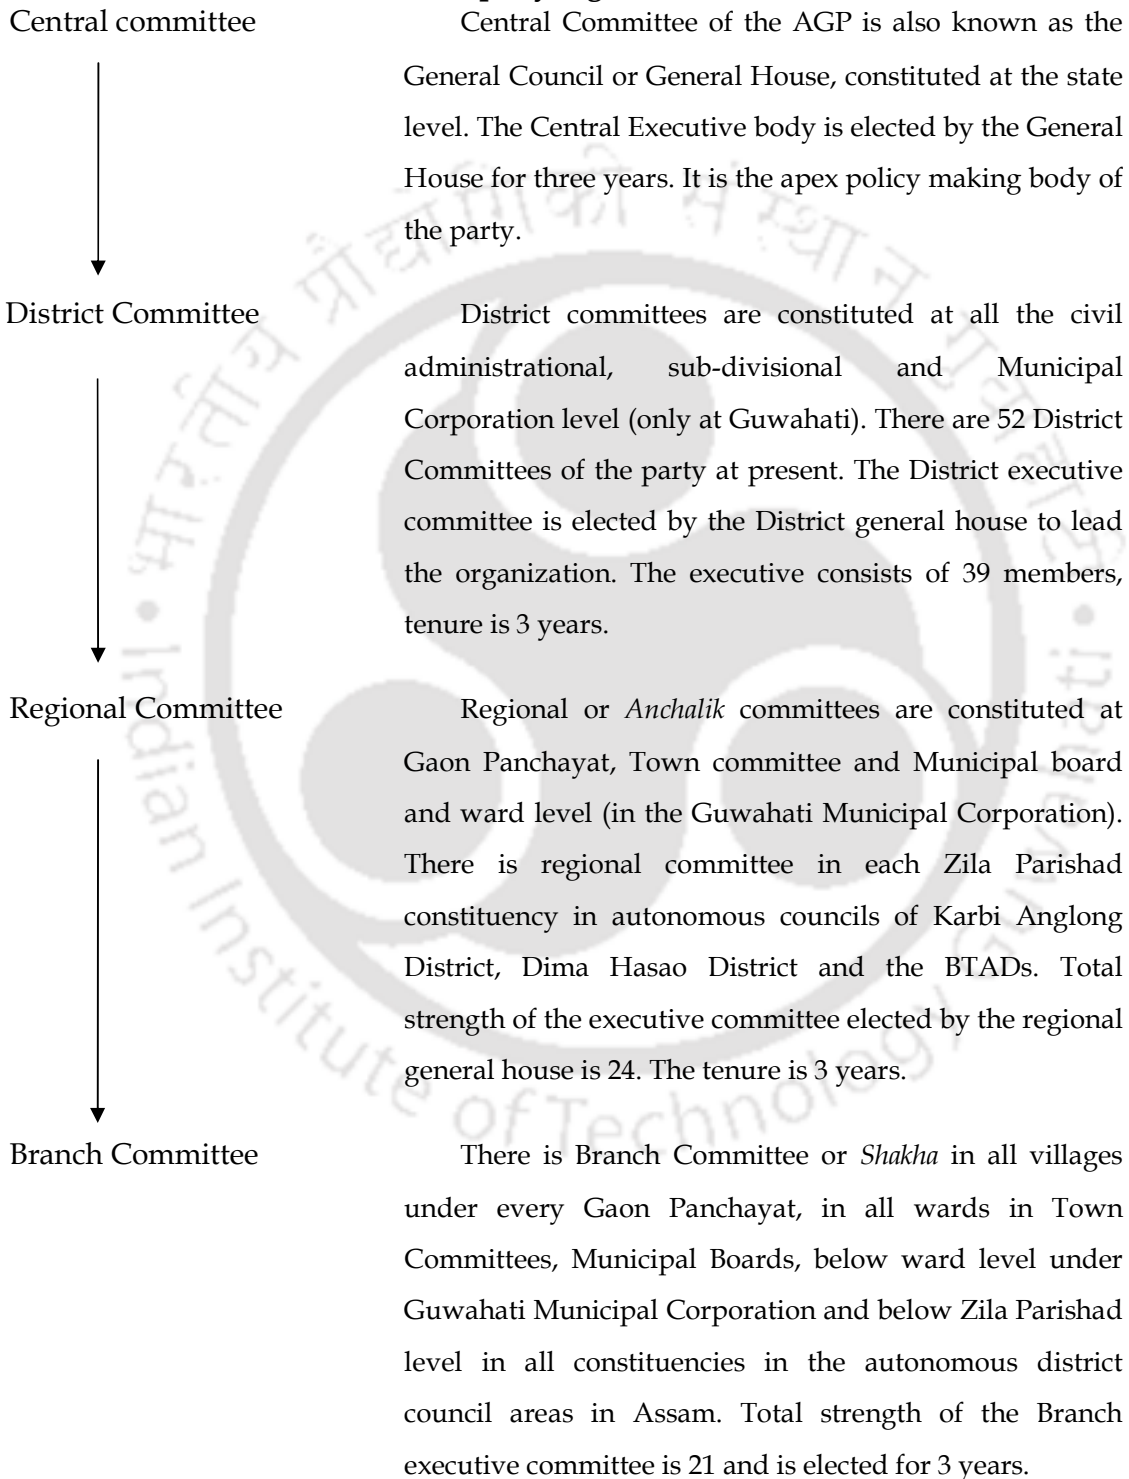 Central committee
Central Committee of the AGP is also known as the
General Council or General House, constituted at the state
level. The Central Executive body is elected by the General
House for three years. It is the apex policy making body of
the party.
District Committee
District committees are constituted at all the civil
administrational, sub-divisional and Municipal
Corporation level (only at Guwahati). There are 52 District
Committees of the party at present. The District executive
committee is elected by the District general house to lead
the organization. The executive consists of 39 members,
tenure is 3 years.
Regional Committee
Regional or Anchalik committees are constituted at
Gaon Panchayat, Town committee and Municipal board
and ward level (in the Guwahati Municipal Corporation).
There is regional committee in each Zila Parishad
constituency in autonomous councils of Karbi Anglong
District, Dima Hasao District and the BTADs. Total
strength of the executive committee elected by the regional
general house is 24. The tenure is 3 years.
Branch Committee
There is Branch Committee or Shakha in all villages
under every Gaon Panchayat, in all wards in Town
Committees, Municipal Boards, below ward level under
Guwahati Municipal Corporation and below Zila Parishad
level in all constituencies in the autonomous district
council areas in Assam. Total strength of the Branch
executive committee is 21 and is elected for 3 years.
भारतीय प्रौद्योगिकी संस्थान गुवाहाटी
Indian Institute of Technology Guwahati